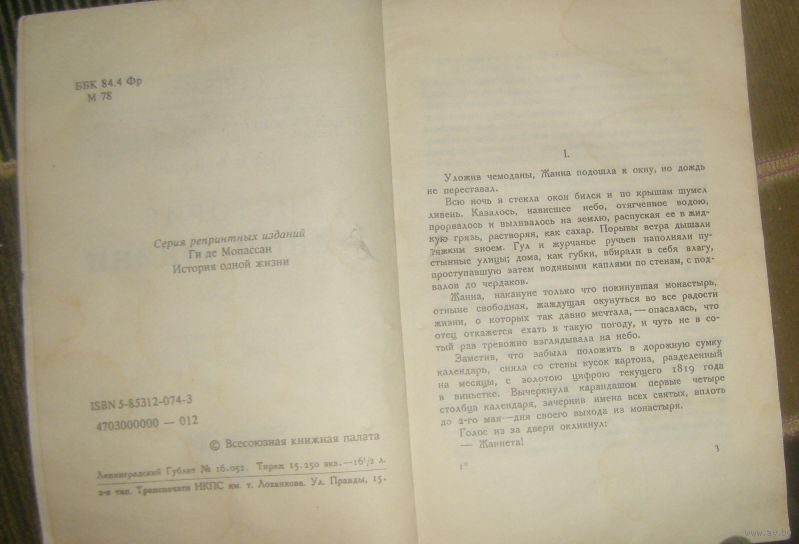 ББК 84.4 Фр
М 78
Серия репринтных изданий
Ги де Мопассан
История одной жизни
ISBN 5-85312-074-3
4703000000 — 012
© Всесоюзная книжная палата
Ленинградский Гублит № 16.052. Тираж 15.250 экз.—16¹/2 л.
2-я тип. Транспечати НКПС им. т. Лоханкова. Ул. Правды, 15.
I.
Уложив чемоданы, Жанна подошла к окну, но дождь
не переставал.
Всю ночь в стекла окон бился и по крышам шумел
ливень. Казалось, нависшее небо, отягченное водою,
прорвалось и выливалось на землю, распуская ее в жид-
кую грязь, растворяя, как сахар. Порывы ветра дышали
тяжким зноем. Гул и журчанье ручьев наполняли пу-
стынные улицы; дома, как губки, вбирали в себя влагу,
проступавшую затем водяными каплями по стенам, с под-
валов до чердаков.
Жанна, накануне только что покинувшая монастырь,
отныне свободная, жаждущая окунуться во все радости
жизни, о которых так давно мечтала,— опасалась, что
отец откажется ехать в такую погоду, и чуть не в со-
тый раз тревожно взглядывала на небо.
Заметив, что забыла положить в дорожную сумку
календарь, сняла со стены кусок картона, разделенный
на месяцы, с золотою цифрою текущего 1819 года
в виньетке. Вычеркнула карандашом первые четыре
столбца календаря, зачернив имена всех святых, вплоть
до 2-го мая—дня своего выхода из монастыря.
Голос из за двери окликнул:
— Жаннета!
3
1*
www.ay.by